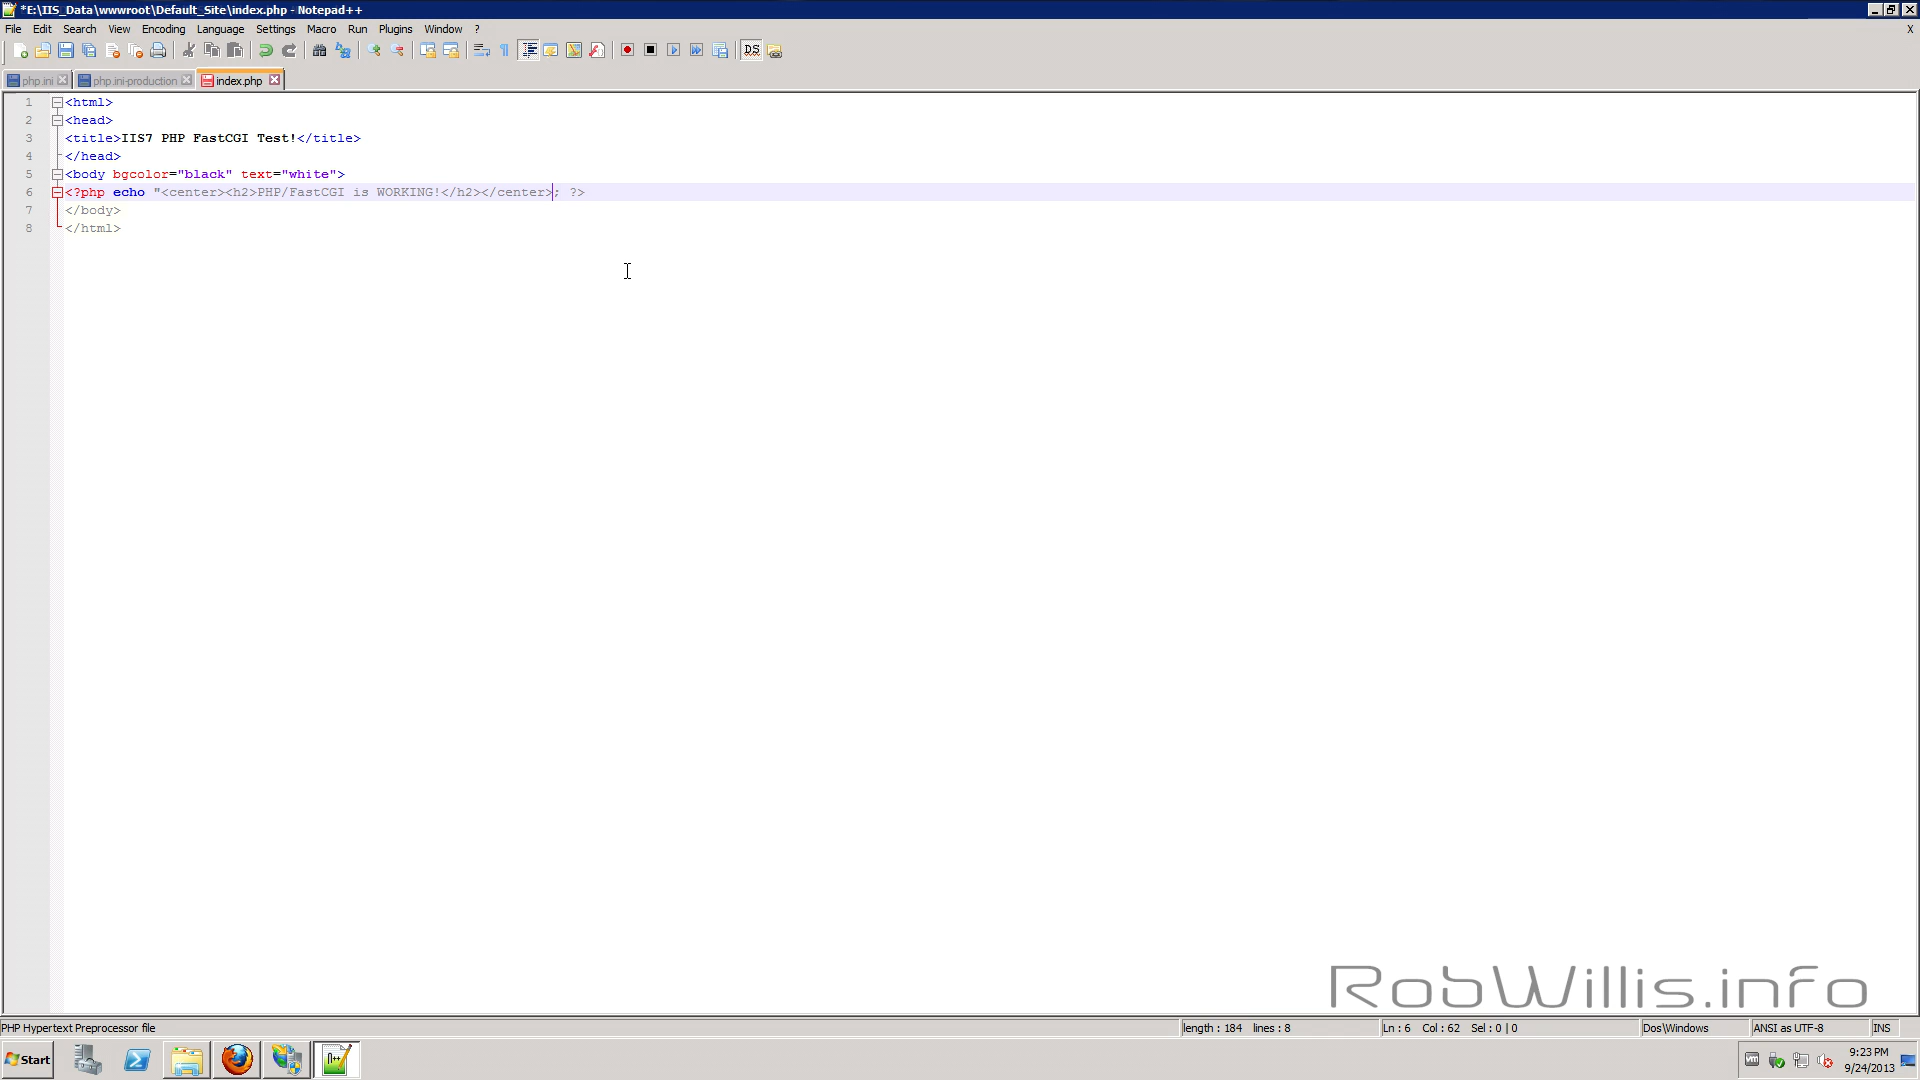 *E:\IIS_Data\wwwroot\Default_Site\index.php - Notepad++
File Edit Search View Encoding Language Settings Macro Run Plugins Window ? X
php.ini php.ini-production index.php
1 <html>
2 <head>
3 <title>IIS7 PHP FastCGI Test!</title>
4 </head>
5 <body bgcolor="black" text="white">
6 <?php echo "<center><h2>PHP/FastCGI is WORKING!</h2></center>; ?>
7 </body>
8 </html>
RobWillis.info
PHP Hypertext Preprocessor file length : 184 lines : 8 Ln : 6 Col : 62 Sel : 0 | 0 Dos\Windows ANSI as UTF-8 INS
Start 9:23 PM
9/24/2013